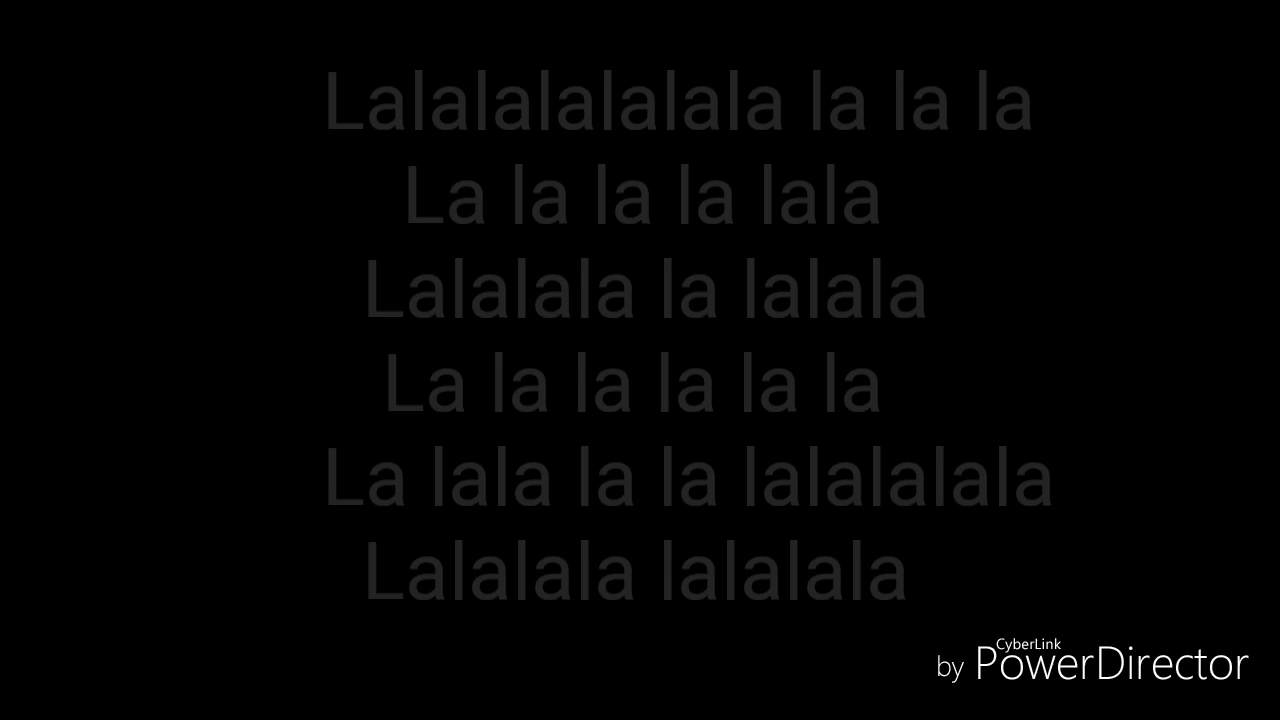 Lalalalalalala la la la
La la la la lala
Lalalala la lalala
La la la la la la
La lala la la lalalalala
Lalalala lalalala
CyberLink
by PowerDirector